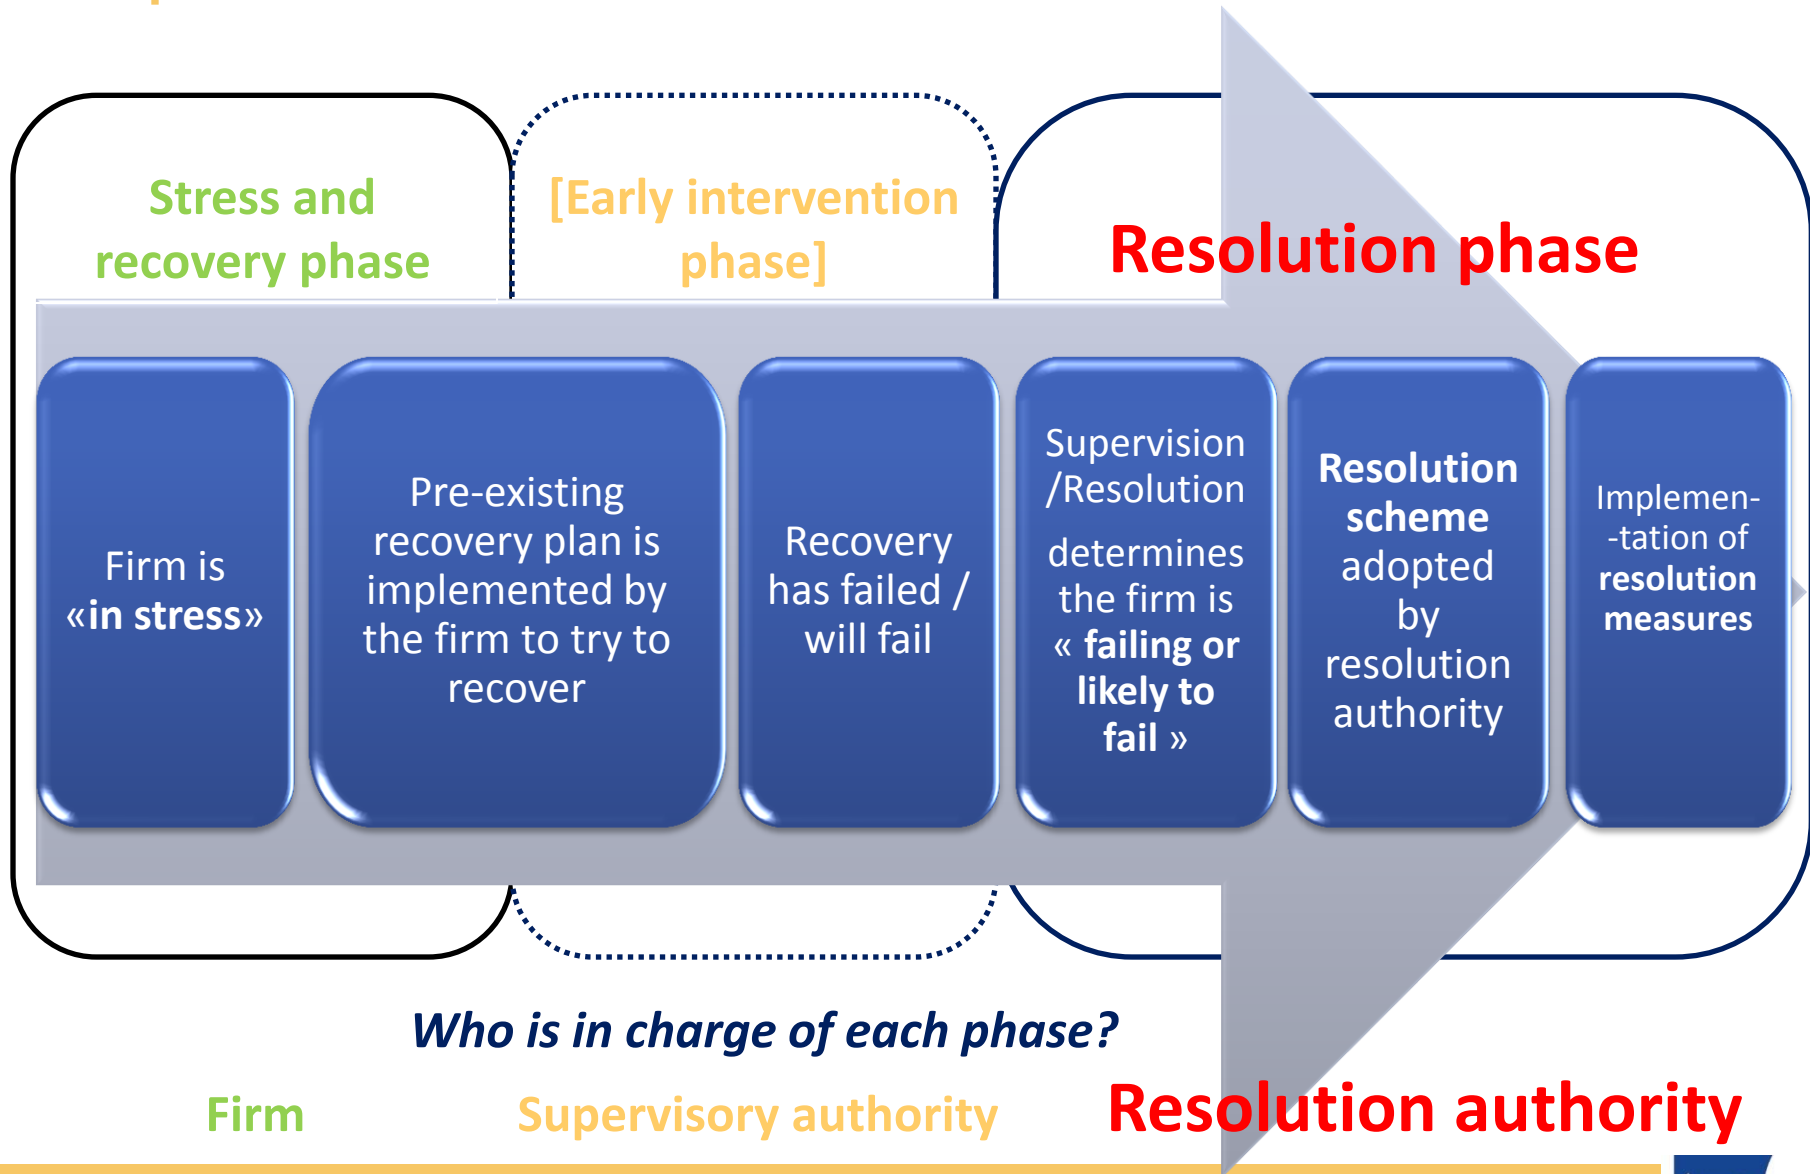 Stress and
recovery phase
[Early intervention
phase]
Resolution phase
Firm is
«in stress»
Pre-existing
recovery plan is
implemented by
the firm to try to
recover
Recovery
has failed /
will fail
Supervision
/Resolution
determines
the firm is
« failing or
likely to
fail »
Resolution
scheme
adopted
by
resolution
authority
Implemen-
-tation of
resolution
measures
Who is in charge of each phase?
Firm
Supervisory authority
Resolution authority